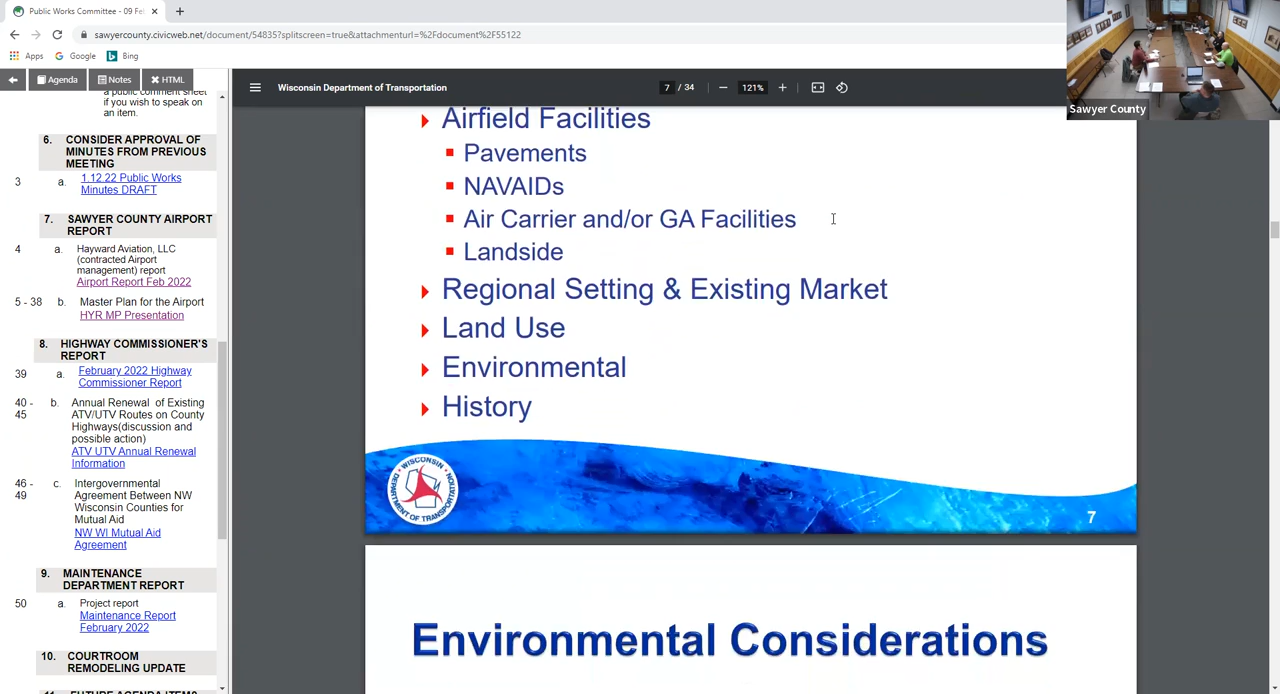 Public Works Committee - 09 Fe
sawyercounty.civicweb.net/document/54835?splitscreen=true&attachmenturl=%2Fdocument%2F55122
Apps
Google
Bing
Agenda
Notes
HTML
Wisconsin Department of Transportation
7 / 34
121%
Sawyer County
a public comment sheet
if you wish to speak on
an item.
6. CONSIDER APPROVAL OF
MINUTES FROM PREVIOUS
MEETING
3 a. 1.12.22 Public Works
Minutes DRAFT
7. SAWYER COUNTY AIRPORT
REPORT
4 a. Hayward Aviation, LLC
(contracted Airport
management) report
Airport Report Feb 2022
5 - 38 b. Master Plan for the Airport
HYR MP Presentation
8. HIGHWAY COMMISSIONER'S
REPORT
39 a. February 2022 Highway
Commissioner Report
40 - b. Annual Renewal of Existing
45 ATV/UTV Routes on County
Highways(discussion and
possible action)
ATV UTV Annual Renewal
Information
46 - c. Intergovernmental
49 Agreement Between NW
Wisconsin Counties for
Mutual Aid
NW WI Mutual Aid
Agreement
9. MAINTENANCE
DEPARTMENT REPORT
50 a. Project report
Maintenance Report
February 2022
10. COURTROOM
REMODELING UPDATE
11. FUTURE AGENDA ITEMS
Airfield Facilities
Pavements
NAVAIDs
Air Carrier and/or GA Facilities
Landside
Regional Setting & Existing Market
Land Use
Environmental
History
WISCONSIN
DEPARTMENT OF TRANSPORTATION
7
Environmental Considerations